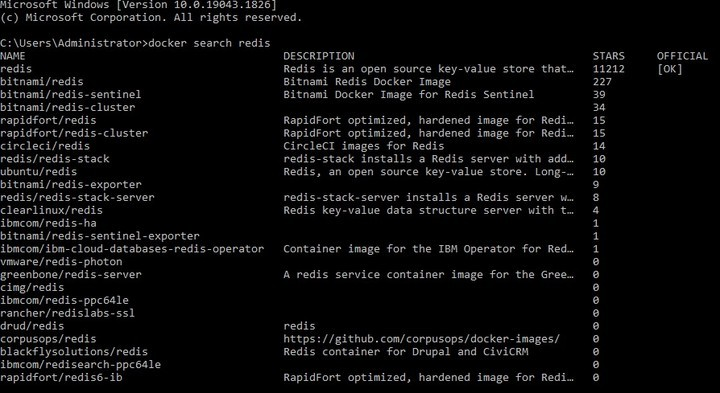 Microsoft Windows [Version 10.0.19043.1826]
(c) Microsoft Corporation. All rights reserved.
C:\Users\Administrator>docker search redis
NAME DESCRIPTION STARS OFFICIAL
redis Redis is an open source key-value store that… 11212 [OK]
bitnami/redis Bitnami Redis Docker Image 227
bitnami/redis-sentinel Bitnami Docker Image for Redis Sentinel 39
bitnami/redis-cluster 34
rapidfort/redis RapidFort optimized, hardened image for Redi… 15
rapidfort/redis-cluster RapidFort optimized, hardened image for Redi… 15
circleci/redis CircleCI images for Redis 14
redis/redis-stack redis-stack installs a Redis server with add… 10
ubuntu/redis Redis, an open source key-value store. Long-… 10
bitnami/redis-exporter 9
redis/redis-stack-server redis-stack-server installs a Redis server w… 8
clearlinux/redis Redis key-value data structure server with t… 4
ibmcom/redis-ha 1
bitnami/redis-sentinel-exporter 1
ibmcom/ibm-cloud-databases-redis-operator Container image for the IBM Operator for Red… 1
vmware/redis-photon 0
greenbone/redis-server A redis service container image for the Gree… 0
cimg/redis 0
ibmcom/redis-ppc64le 0
rancher/redislabs-ssl 0
drud/redis redis 0
corpusops/redis https://github.com/corpusops/docker-images/ 0
blackflysolutions/redis Redis container for Drupal and CiviCRM 0
ibmcom/redisearch-ppc64le 0
rapidfort/redis6-ib RapidFort optimized, hardened image for Redi… 0